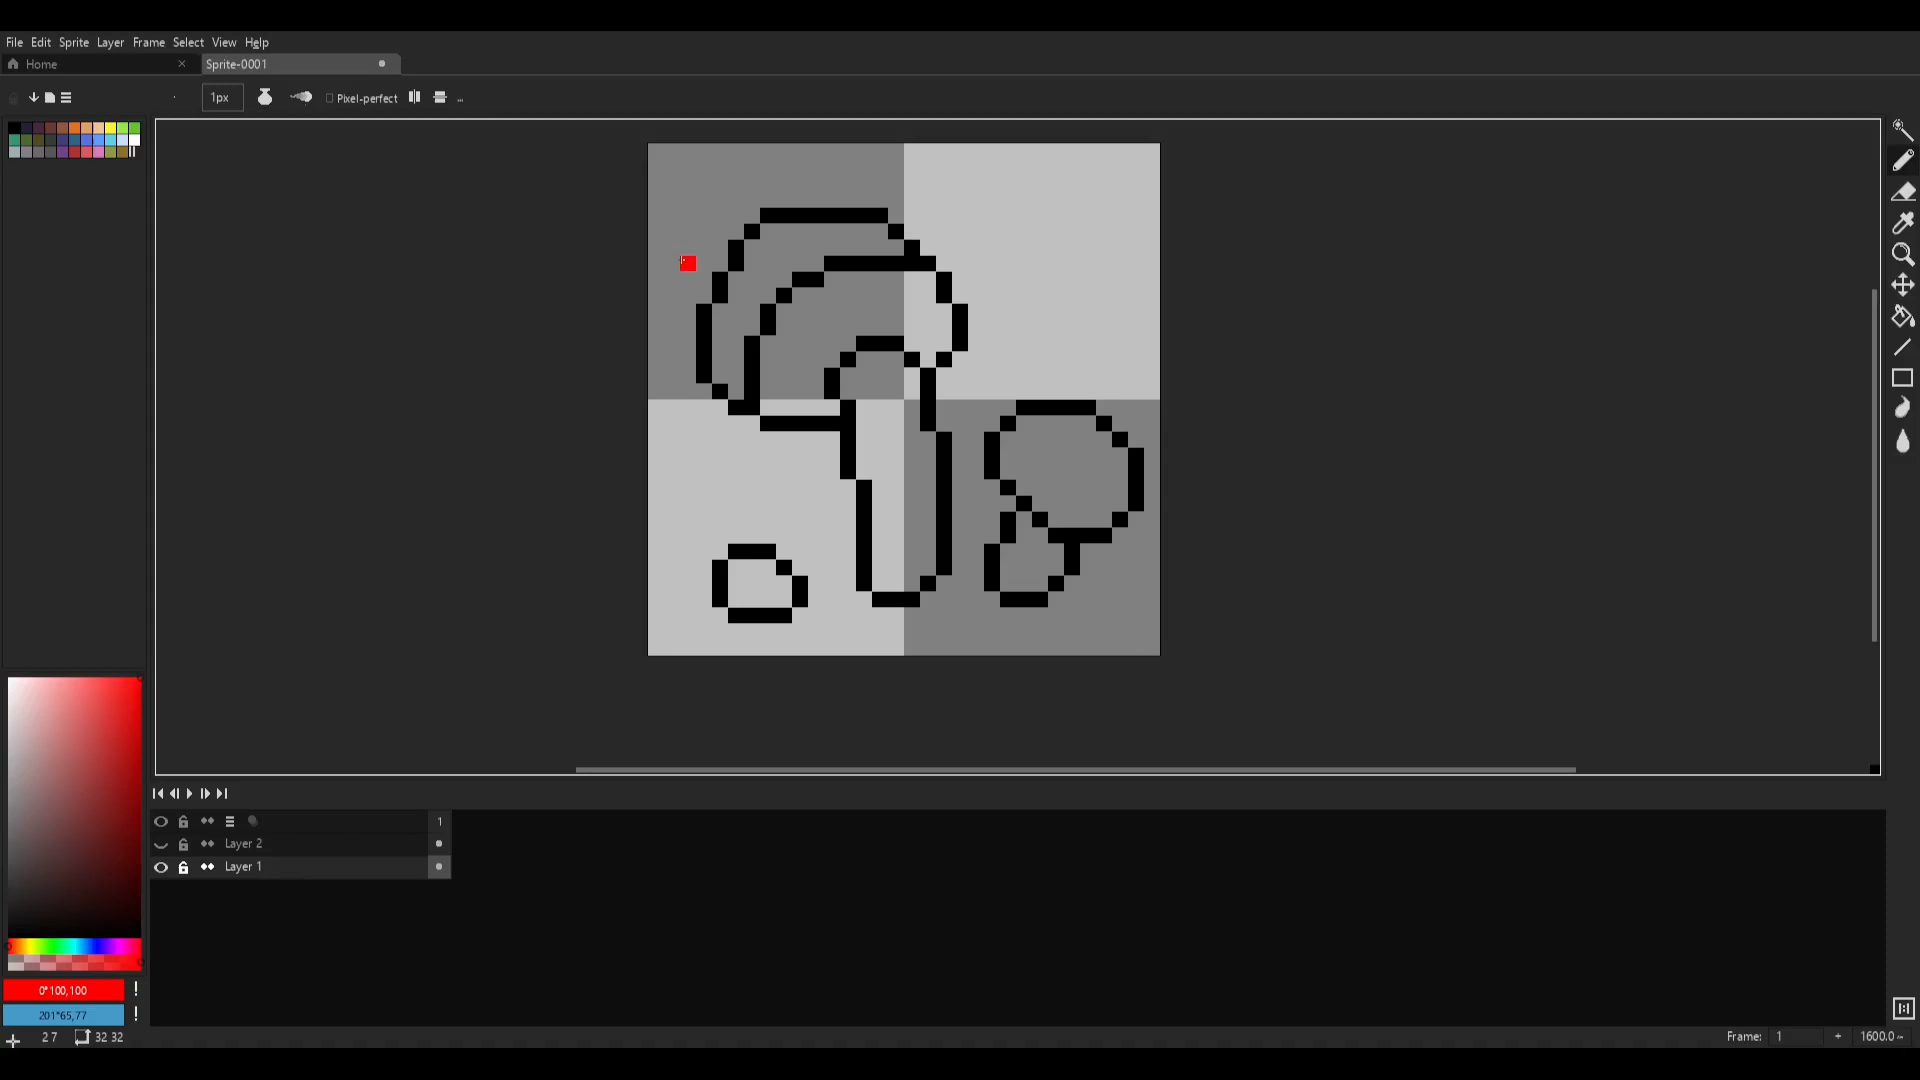 File Edit Sprite Layer Frame Select View Help
Home Sprite-0001
1px Pixel-perfect ...
1
Layer 2
Layer 1
0°100,100 !
201°65,77 !
2 7 32 32 Frame: 1 + 1600.0